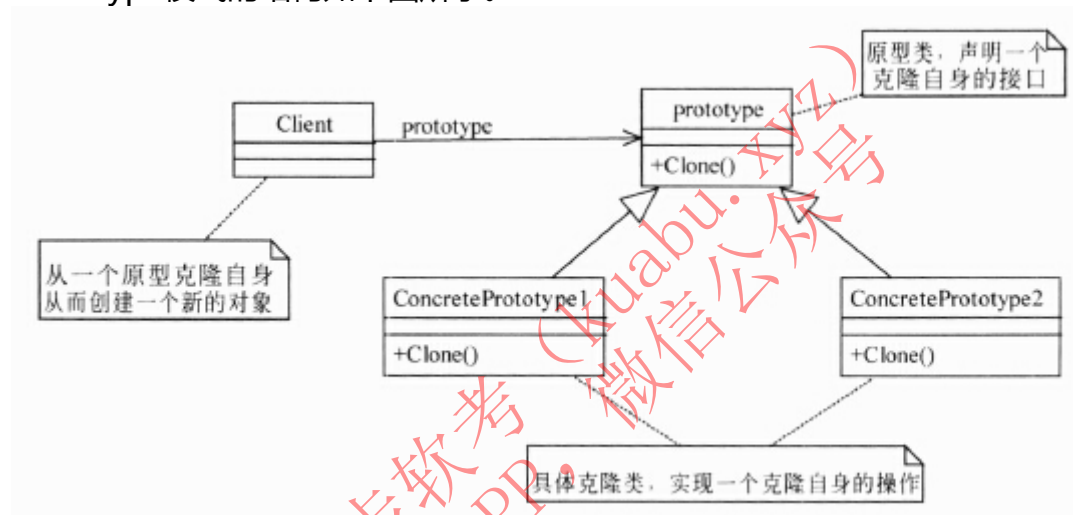 原型类，声明一个
克隆自身的接口
Client
prototype
prototype
+Clone()
从一个原型克隆自身
从而创建一个新的对象
ConcretePrototype1
+Clone()
ConcretePrototype2
+Clone()
具体克隆类，实现一个克隆自身的操作
软考（kuabu.xyz）
微信公众号